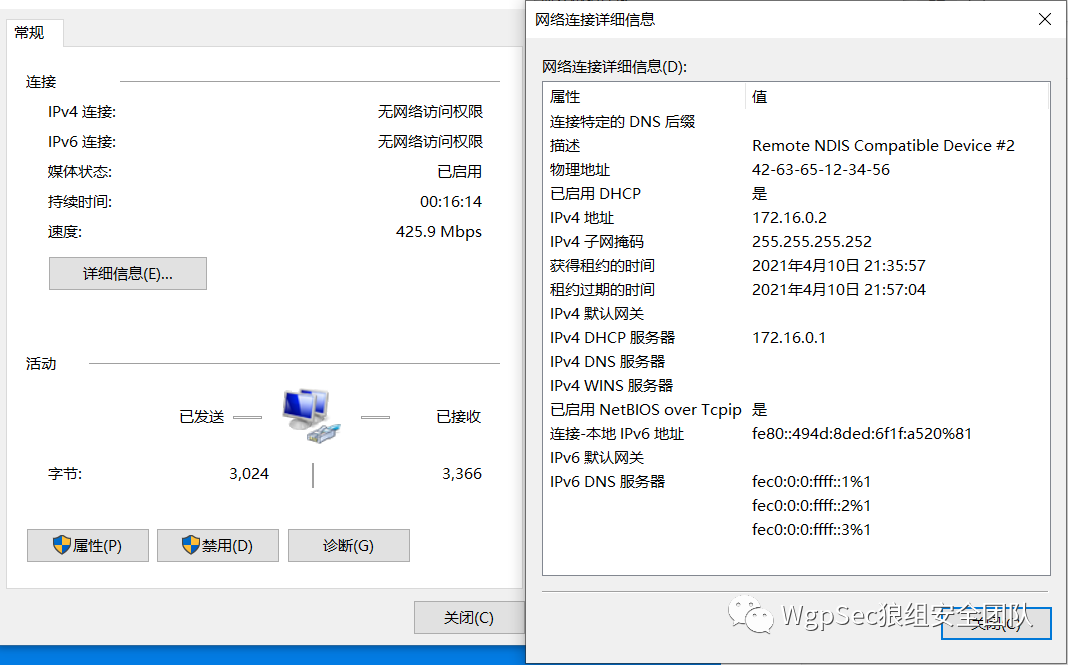 常规
连接
IPv4 连接: 无网络访问权限
IPv6 连接: 无网络访问权限
媒体状态: 已启用
持续时间: 00:16:14
速度: 425.9 Mbps
详细信息(E)...
活动
已发送 已接收
字节: 3,024 3,366
属性(P) 禁用(D) 诊断(G)
关闭(C)
网络连接详细信息
网络连接详细信息(D):
属性 值
连接特定的 DNS 后缀
描述 Remote NDIS Compatible Device #2
物理地址 42-63-65-12-34-56
已启用 DHCP 是
IPv4 地址 172.16.0.2
IPv4 子网掩码 255.255.255.252
获得租约的时间 2021年4月10日 21:35:57
租约过期的时间 2021年4月10日 21:57:04
IPv4 默认网关
IPv4 DHCP 服务器 172.16.0.1
IPv4 DNS 服务器
IPv4 WINS 服务器
已启用 NetBIOS over Tcpip 是
连接-本地 IPv6 地址 fe80::494d:8ded:6f1f:a520%81
IPv6 默认网关
IPv6 DNS 服务器 fec0:0:0:ffff::1%1
fec0:0:0:ffff::2%1
fec0:0:0:ffff::3%1
WgpSec狼组安全团队
关闭(C)